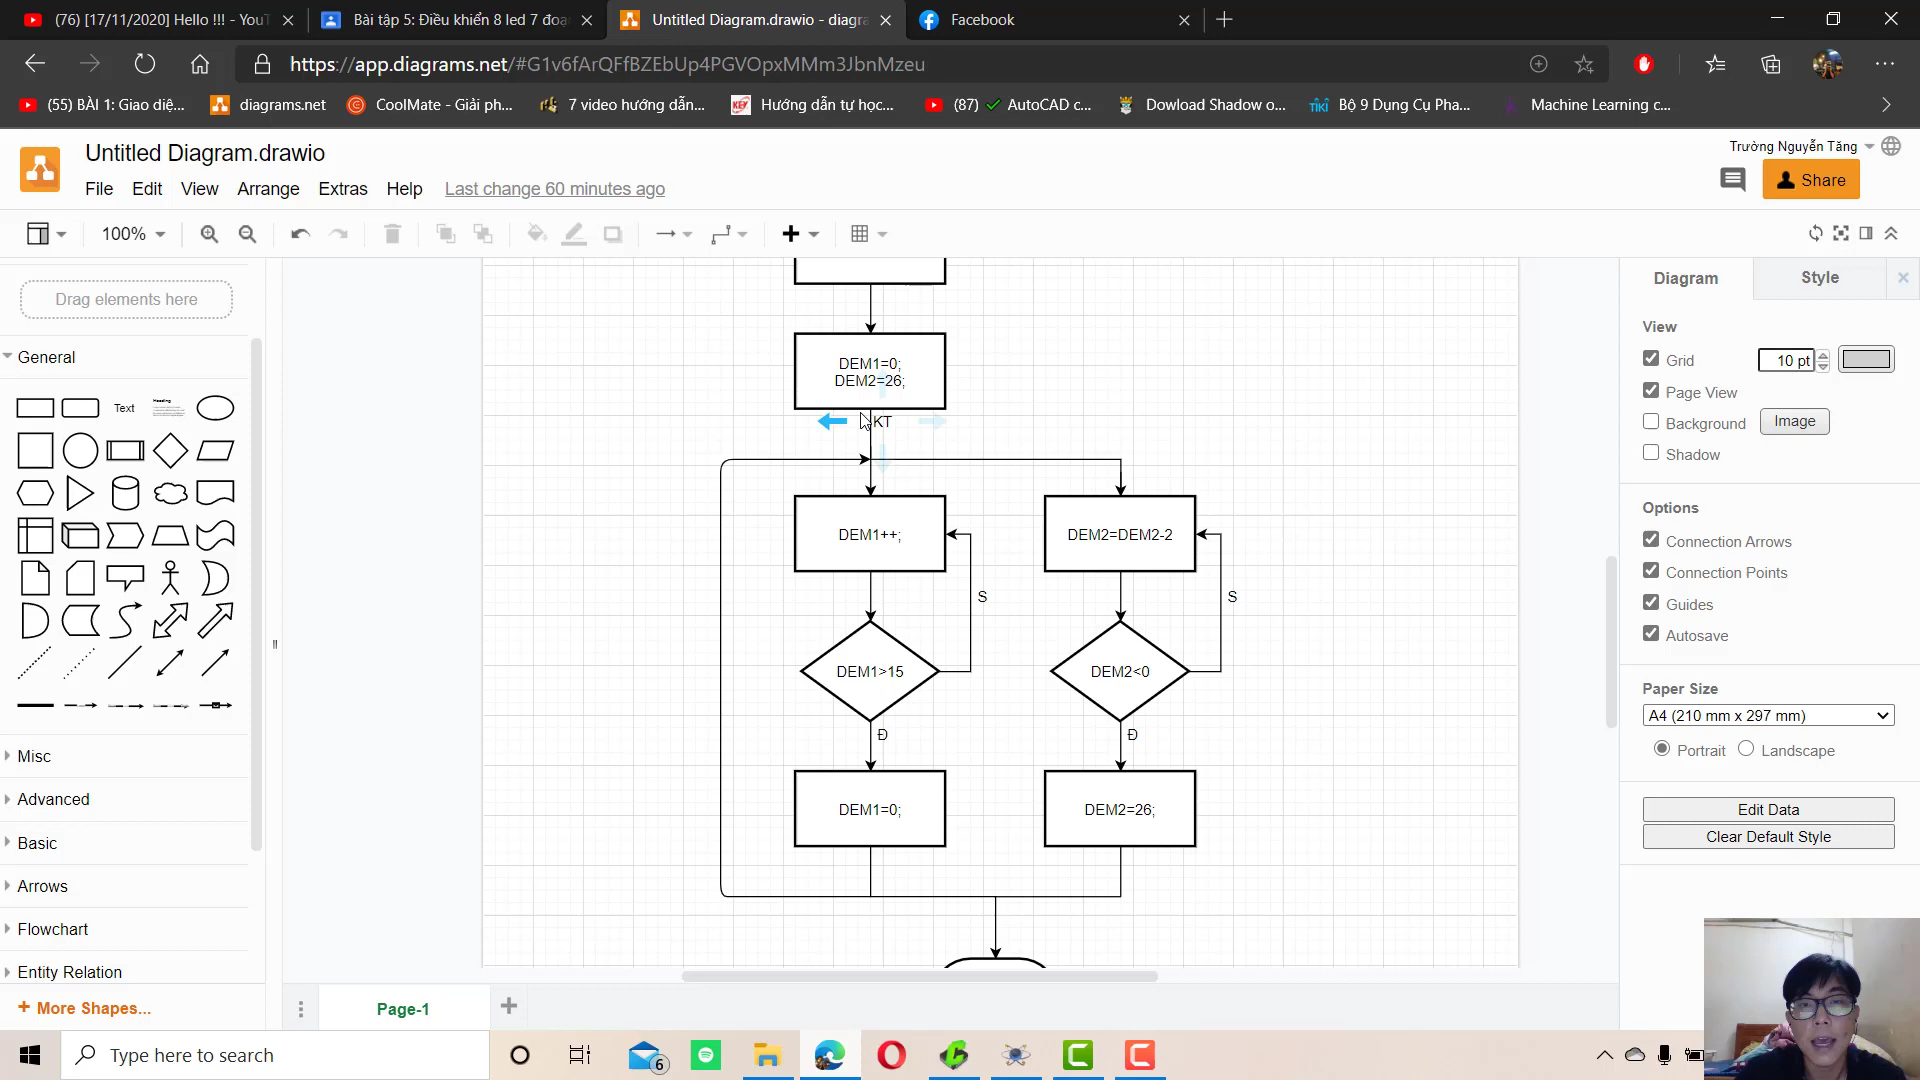 (76) [17/11/2020] Hello !!! - YouT
Bài tập 5: Điều khiển 8 led 7 đoạ
Untitled Diagram.drawio - diagra
Facebook
https://app.diagrams.net/#G1v6fArQFfBZEbUp4PGVOpxMMm3JbnMzeu
(55) BÀI 1: Giao diệ...
diagrams.net
CoolMate - Giải ph...
7 video hướng dẫn...
KEY
Hướng dẫn tự học...
(87) ✓ AutoCAD c...
Dowload Shadow o...
TIKI
Bộ 9 Dụng Cụ Pha...
Machine Learning c...
Untitled Diagram.drawio
Trường Nguyễn Tăng
File Edit View Arrange Extras Help
Last change 60 minutes ago
Share
100%
Drag elements here
General
Text
Heading
Misc
Advanced
Basic
Arrows
Flowchart
Entity Relation
+ More Shapes...
DEM1=0;
DEM2=26;
KT
DEM1++;
DEM2=DEM2-2
S
S
DEM1>15
DEM2<0
Đ
Đ
DEM1=0;
DEM2=26;
Page-1
Diagram
Style
View
Grid
10 pt
Page View
Background
Image
Shadow
Options
Connection Arrows
Connection Points
Guides
Autosave
Paper Size
A4 (210 mm x 297 mm)
Portrait
Landscape
Edit Data
Clear Default Style
Type here to search
6